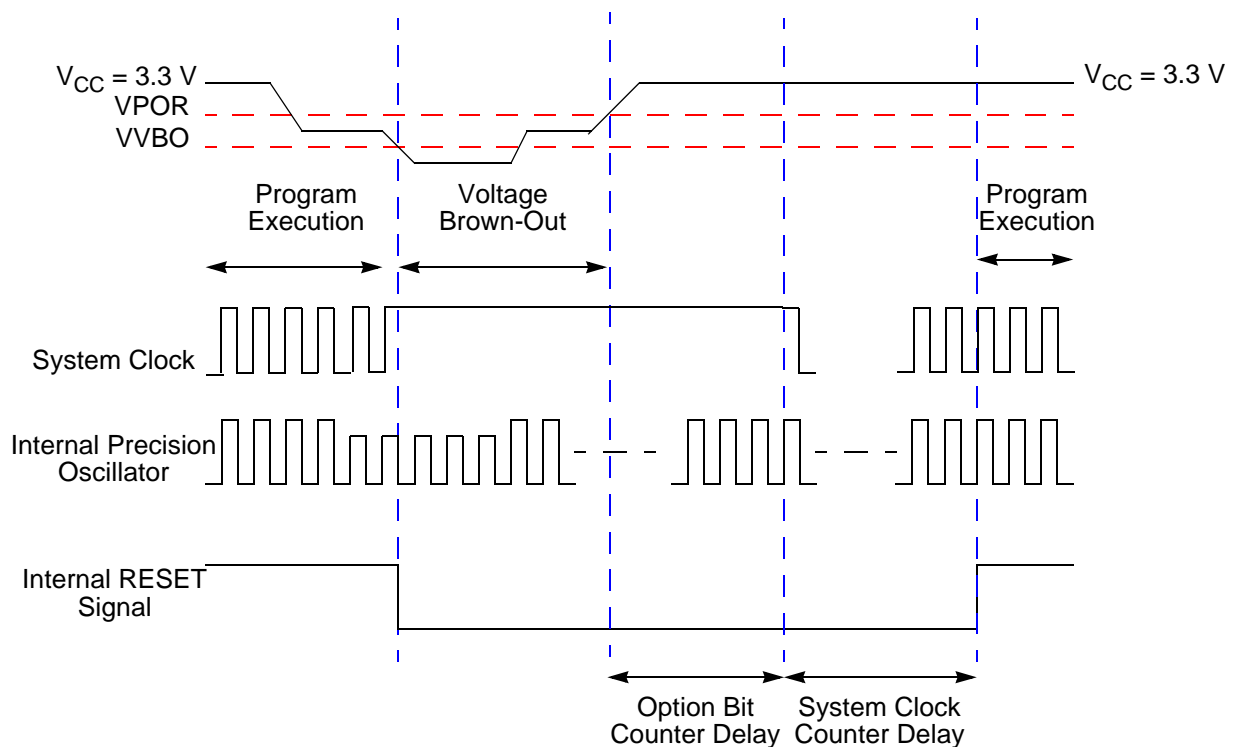 V_CC = 3.3 V
V_CC = 3.3 V
VPOR
VVBO
Program
Execution
Voltage
Brown-Out
Program
Execution
System Clock
Internal Precision
Oscillator
Internal RESET
Signal
Option Bit
Counter Delay
System Clock
Counter Delay